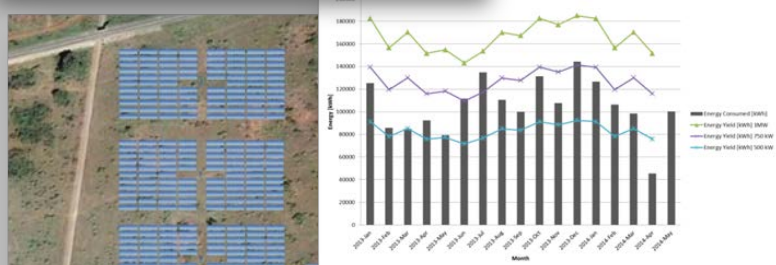 180000
160000
140000
120000
100000
80000
60000
40000
20000
0
Energy [kWh]
2013-Jan
2013-Feb
2013-Mar
2013-Apr
2013-May
2013-Jun
2013-Jul
2013-Aug
2013-Sep
2013-Oct
2013-Nov
2013-Dec
2014-Jan
2014-Feb
2014-Mar
2014-Apr
2014-May
Month
Energy Consumed [kWh]
Energy Yield [kWh] 1MW
Energy Yield [kWh] 750 kW
Energy Yield [kWh] 500 kW